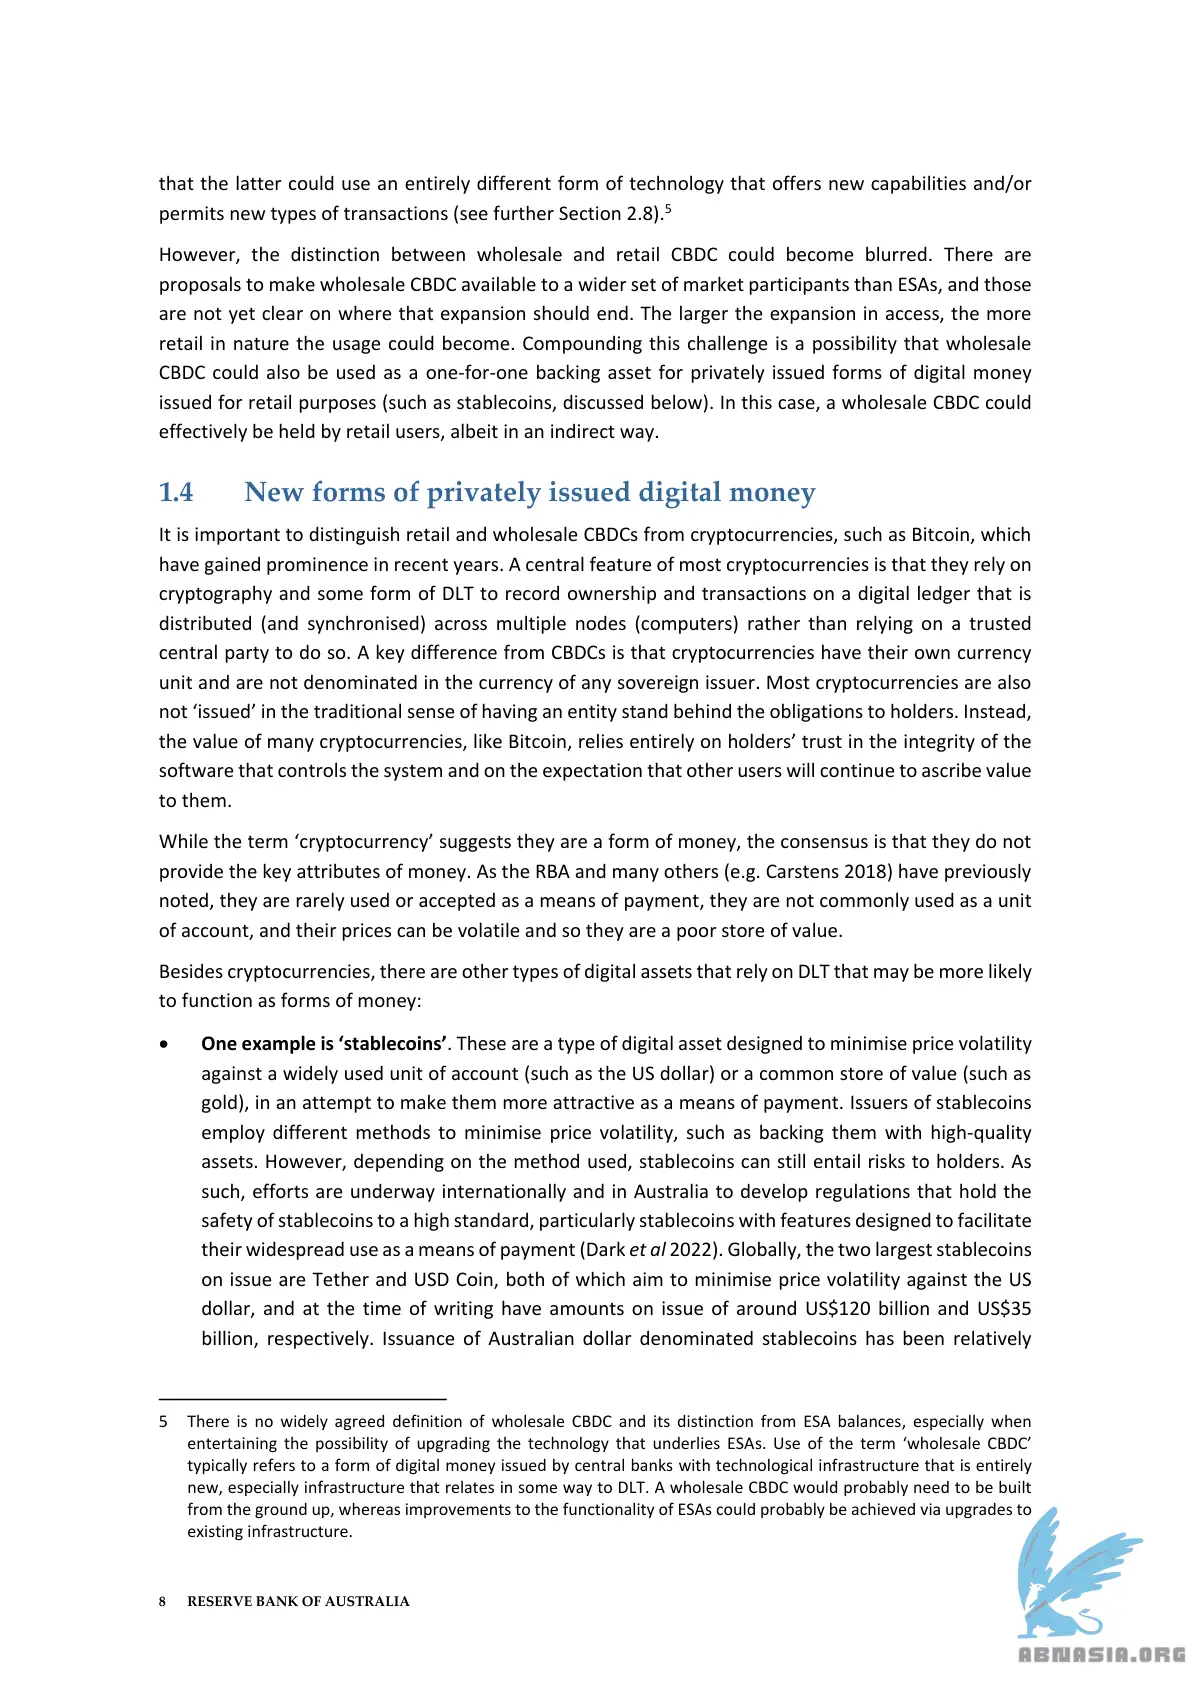 that the latter could use an entirely different form of technology that offers new capabilities and/or
permits new types of transactions (see further Section 2.8).5
However, the distinction between wholesale and retail CBDC could become blurred. There are
proposals to make wholesale CBDC available to a wider set of market participants than ESAs, and those
are not yet clear on where that expansion should end. The larger the expansion in access, the more
retail in nature the usage could become. Compounding this challenge is a possibility that wholesale
CBDC could also be used as a one-for-one backing asset for privately issued forms of digital money
issued for retail purposes (such as stablecoins, discussed below). In this case, a wholesale CBDC could
effectively be held by retail users, albeit in an indirect way.
1.4 New forms of privately issued digital money
It is important to distinguish retail and wholesale CBDCs from cryptocurrencies, such as Bitcoin, which
have gained prominence in recent years. A central feature of most cryptocurrencies is that they rely on
cryptography and some form of DLT to record ownership and transactions on a digital ledger that is
distributed (and synchronised) across multiple nodes (computers) rather than relying on a trusted
central party to do so. A key difference from CBDCs is that cryptocurrencies have their own currency
unit and are not denominated in the currency of any sovereign issuer. Most cryptocurrencies are also
not ‘issued’ in the traditional sense of having an entity stand behind the obligations to holders. Instead,
the value of many cryptocurrencies, like Bitcoin, relies entirely on holders’ trust in the integrity of the
software that controls the system and on the expectation that other users will continue to ascribe value
to them.
While the term ‘cryptocurrency’ suggests they are a form of money, the consensus is that they do not
provide the key attributes of money. As the RBA and many others (e.g. Carstens 2018) have previously
noted, they are rarely used or accepted as a means of payment, they are not commonly used as a unit
of account, and their prices can be volatile and so they are a poor store of value.
Besides cryptocurrencies, there are other types of digital assets that rely on DLT that may be more likely
to function as forms of money:
• One example is ‘stablecoins’. These are a type of digital asset designed to minimise price volatility
against a widely used unit of account (such as the US dollar) or a common store of value (such as
gold), in an attempt to make them more attractive as a means of payment. Issuers of stablecoins
employ different methods to minimise price volatility, such as backing them with high-quality
assets. However, depending on the method used, stablecoins can still entail risks to holders. As
such, efforts are underway internationally and in Australia to develop regulations that hold the
safety of stablecoins to a high standard, particularly stablecoins with features designed to facilitate
their widespread use as a means of payment (Dark et al 2022). Globally, the two largest stablecoins
on issue are Tether and USD Coin, both of which aim to minimise price volatility against the US
dollar, and at the time of writing have amounts on issue of around US$120 billion and US$35
billion, respectively. Issuance of Australian dollar denominated stablecoins has been relatively
5 There is no widely agreed definition of wholesale CBDC and its distinction from ESA balances, especially when
entertaining the possibility of upgrading the technology that underlies ESAs. Use of the term ‘wholesale CBDC’
typically refers to a form of digital money issued by central banks with technological infrastructure that is entirely
new, especially infrastructure that relates in some way to DLT. A wholesale CBDC would probably need to be built
from the ground up, whereas improvements to the functionality of ESAs could probably be achieved via upgrades to
existing infrastructure.
8 RESERVE BANK OF AUSTRALIA
ABNASIA.ORG